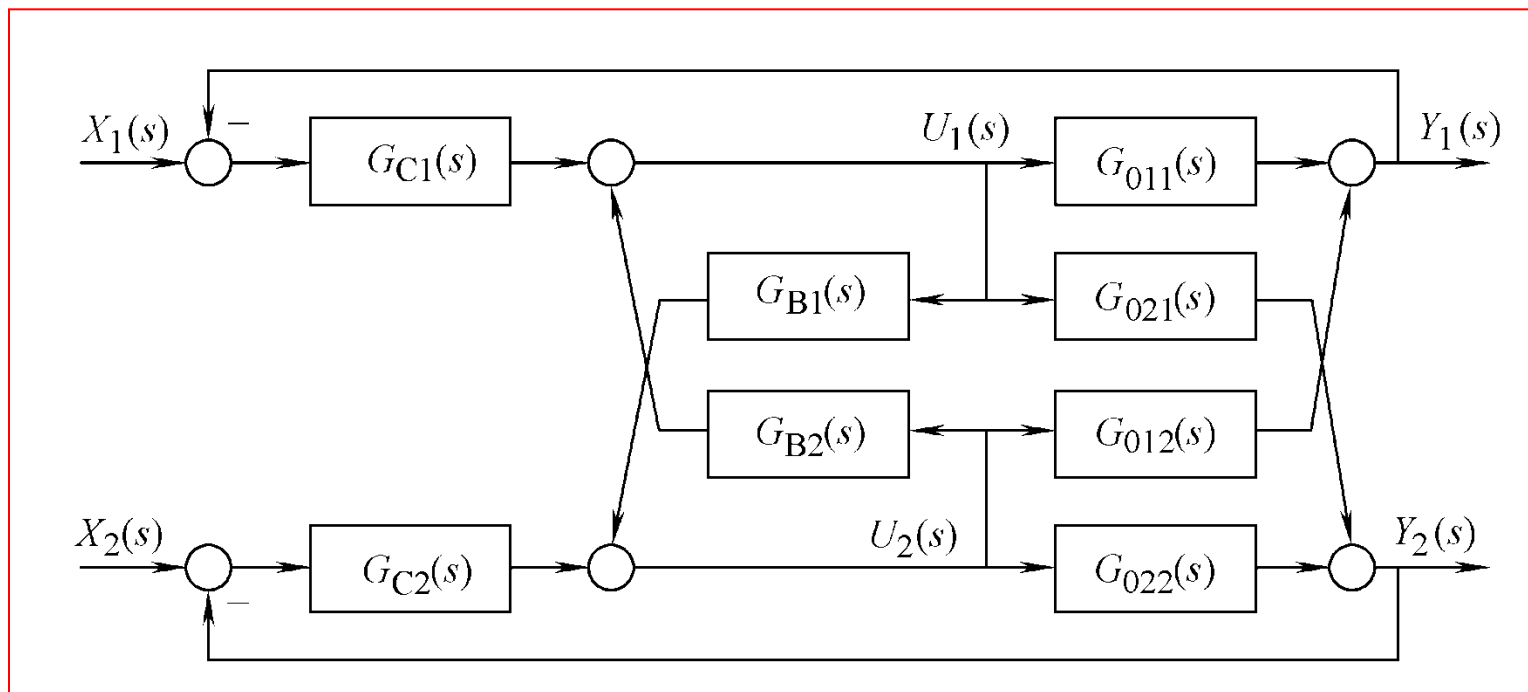 −
X1(s)
GC1(s)
U1(s)
G011(s)
Y1(s)
GB1(s)
G021(s)
GB2(s)
G012(s)
X2(s)
GC2(s)
U2(s)
G022(s)
Y2(s)
−